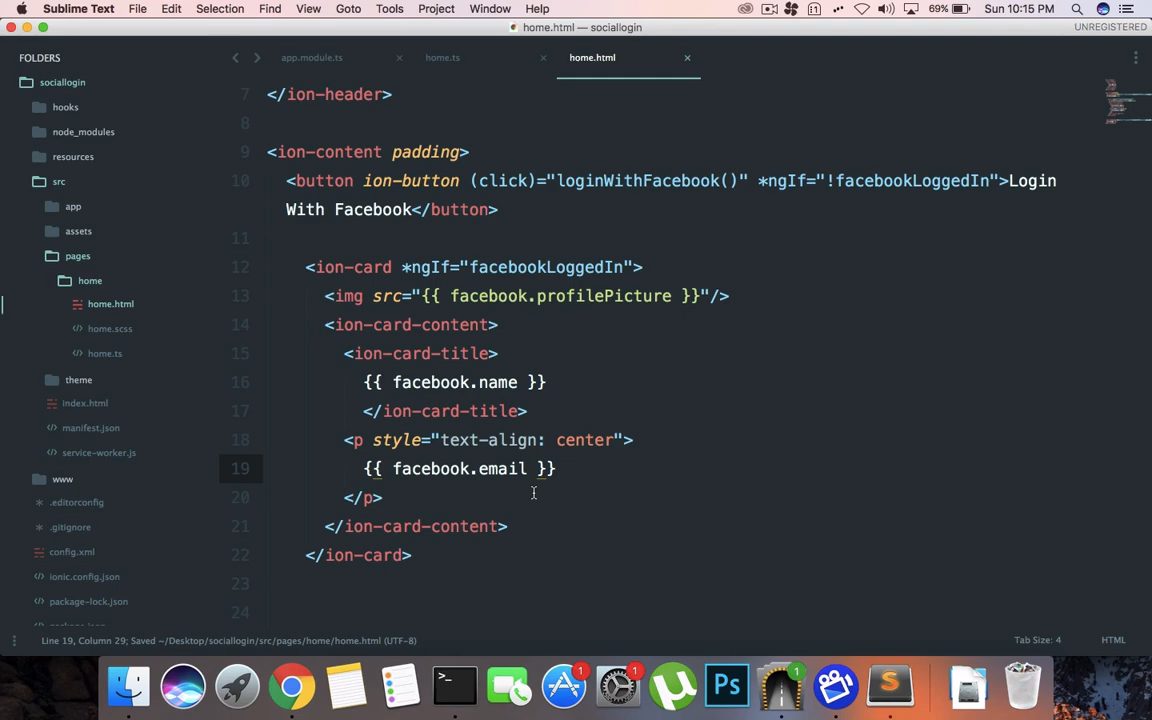 Sublime Text File Edit Selection Find View Goto Tools Project Window Help 69% Sun 10:15 PM
home.html — sociallogin UNREGISTERED
FOLDERS
sociallogin
hooks
node_modules
resources
src
app
assets
pages
home
home.html
home.scss
home.ts
theme
index.html
manifest.json
service-worker.js
www
.editorconfig
.gitignore
config.xml
ionic.config.json
package-lock.json
app.module.ts home.ts home.html
7 </ion-header>
8
9 <ion-content padding>
10 <button ion-button (click)="loginWithFacebook()" *ngIf="!facebookLoggedIn">Login
With Facebook</button>
11
12 <ion-card *ngIf="facebookLoggedIn">
13 <img src="{{ facebook.profilePicture }}"/>
14 <ion-card-content>
15 <ion-card-title>
16 {{ facebook.name }}
17 </ion-card-title>
18 <p style="text-align: center">
19 {{ facebook.email }}
20 </p>
21 </ion-card-content>
22 </ion-card>
23
24
Line 19, Column 29; Saved ~/Desktop/sociallogin/src/pages/home/home.html (UTF-8) Tab Size: 4 HTML
>_ 1 1 µ Ps 1 S